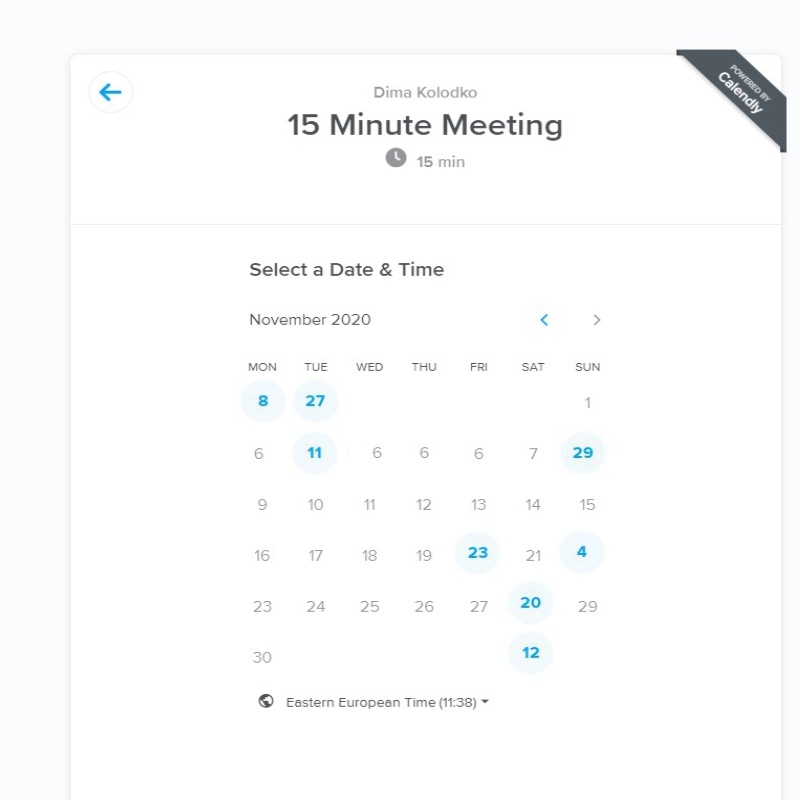 POWERED BY
Calendly
Dima Kolodko
15 Minute Meeting
15 min
Select a Date & Time
November 2020
MON TUE WED THU FRI SAT SUN
8 27 1
6 11 6 6 6 7 29
9 10 11 12 13 14 15
16 17 18 19 23 21 4
23 24 25 26 27 20 29
30 12
Eastern European Time (11:38)